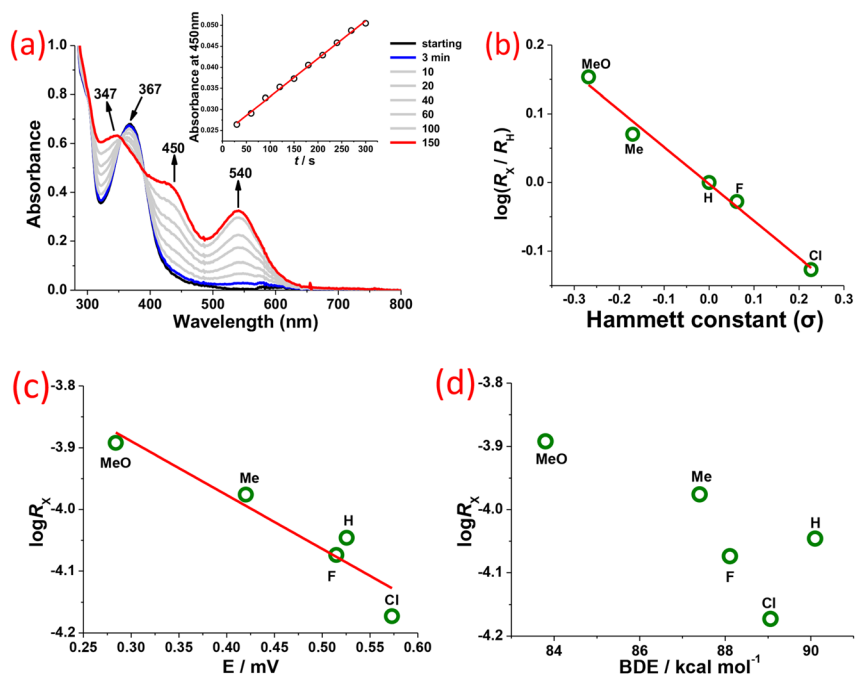 (a)
1.0
0.8
0.6
0.4
0.2
0.0
Absorbance
300
400
500
600
700
800
Wavelength (nm)
347
367
450
540
Absorbance at 450nm
0.050
0.045
0.040
0.035
0.030
0.025
0
50
100
150
200
250
300
t / s
starting
3 min
10
20
40
60
100
150
(b)
0.2
0.1
0.0
-0.1
log(RX / RH)
MeO
Me
H
F
Cl
-0.3
-0.2
-0.1
0.0
0.1
0.2
0.3
Hammett constant (σ)
(c)
-3.8
-3.9
-4.0
-4.1
-4.2
logRX
MeO
Me
H
F
Cl
0.25
0.30
0.35
0.40
0.45
0.50
0.55
0.60
E / mV
(d)
-3.8
-3.9
-4.0
-4.1
-4.2
logRX
MeO
Me
H
F
Cl
84
86
88
90
BDE / kcal mol-1